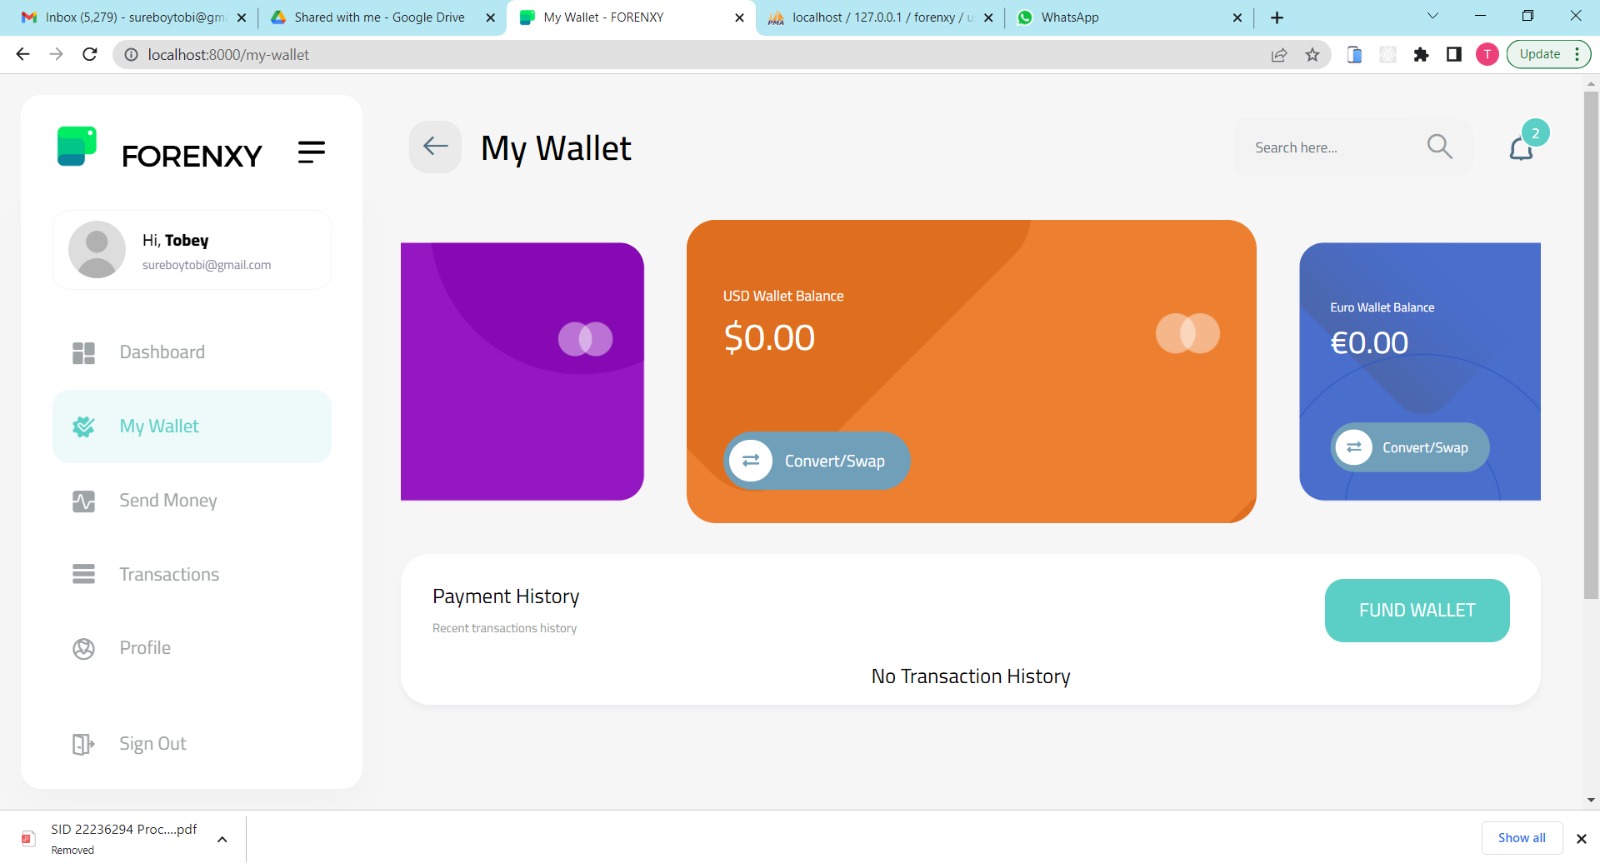 Inbox (5,279) - sureboytobi@gm
Shared with me - Google Drive
My Wallet - FORENXY
localhost / 127.0.0.1 / forenxy / u
WhatsApp
localhost:8000/my-wallet
T
Update
FORENXY
My Wallet
Search here...
2
Hi, Tobey
sureboytobi@gmail.com
Dashboard
My Wallet
Send Money
Transactions
Profile
Sign Out
USD Wallet Balance
$0.00
Convert/Swap
Euro Wallet Balance
€0.00
Convert/Swap
Payment History
Recent transactions history
FUND WALLET
No Transaction History
SID 22236294 Proc....pdf
Removed
Show all